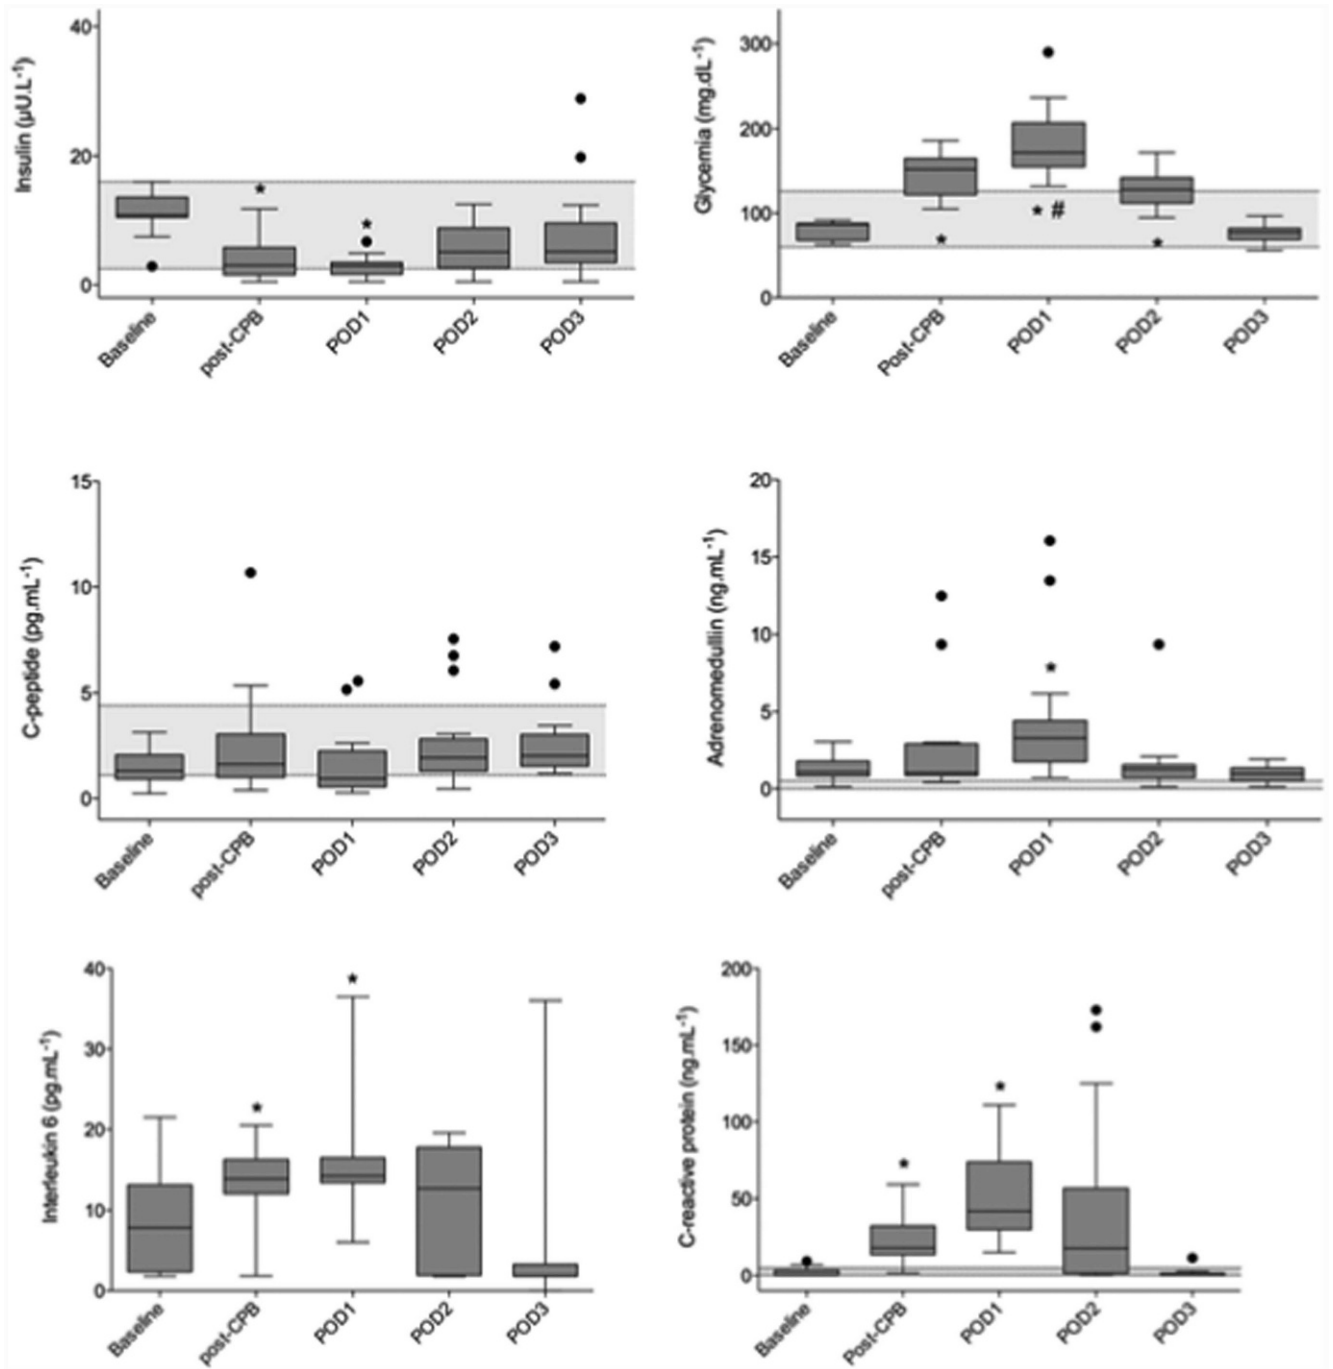 Insulin (µU.L⁻¹)
40
20
0
Baseline
post-CPB
POD1
POD2
POD3
Glycemia (mg.dL⁻¹)
300
200
100
0
* #
Baseline
Post-CPB
POD1
POD2
POD3
C-peptide (pg.mL⁻¹)
15
10
5
0
Baseline
post-CPB
POD1
POD2
POD3
Adrenomedullin (ng.mL⁻¹)
20
15
10
5
0
Baseline
post-CPB
POD1
POD2
POD3
Interleukin 6 (pg.mL⁻¹)
40
30
20
10
0
Baseline
post-CPB
POD1
POD2
POD3
C-reactive protein (ng.mL⁻¹)
200
150
100
50
0
Baseline
Post-CPB
POD1
POD2
POD3